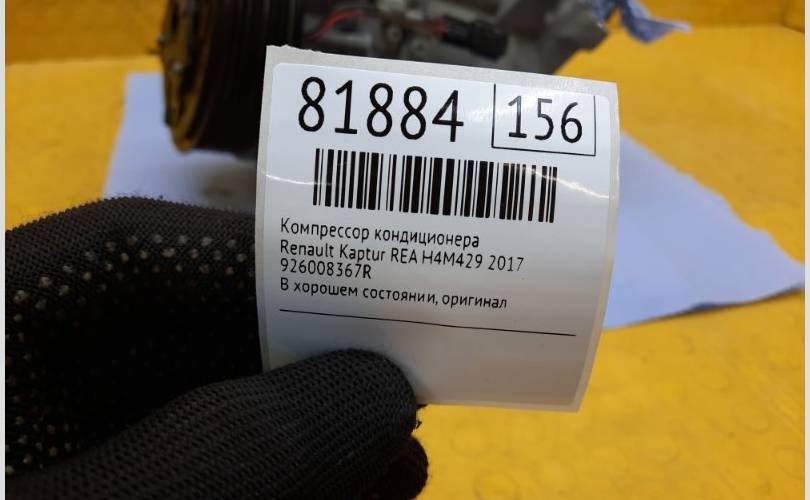 81884 156
Компрессор кондиционера
Renault Kaptur REA H4M429 2017
926008367R
В хорошем состоянии, оригинал